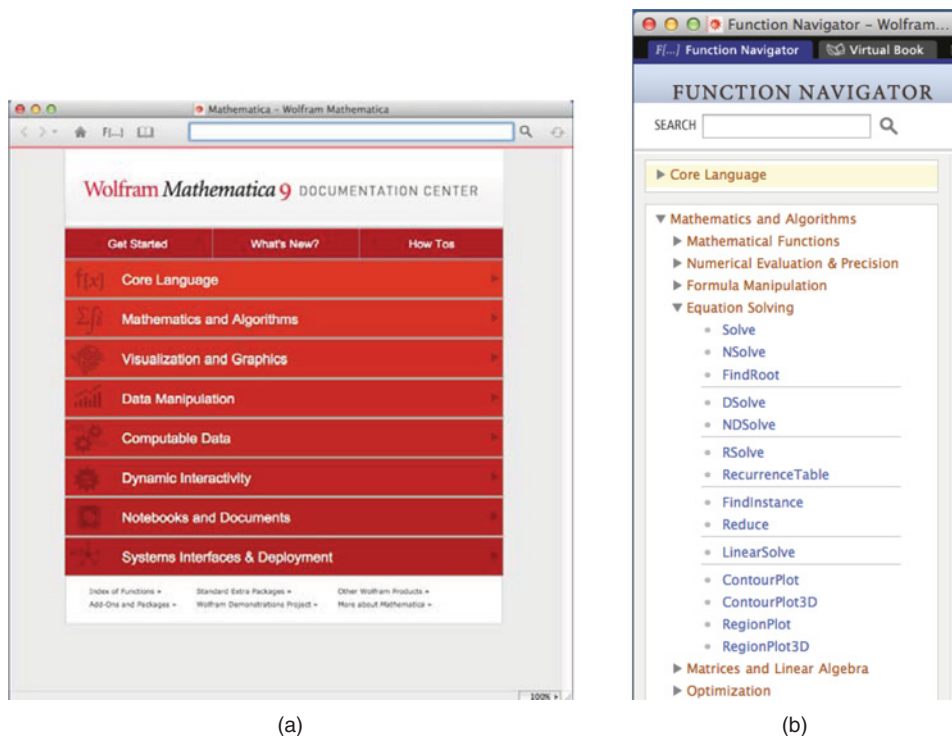 Mathematica – Wolfram Mathematica
F[...]
Wolfram Mathematica 9 DOCUMENTATION CENTER
Get Started What's New? How Tos
f[x] Core Language
Mathematics and Algorithms
Visualization and Graphics
Data Manipulation
Computable Data
Dynamic Interactivity
Notebooks and Documents
Systems Interfaces & Deployment
Index of Functions » Standard Extra Packages » Other Wolfram Products »
Add-Ons and Packages » Wolfram Demonstrations Project » More about Mathematica »
100%
(a)
Function Navigator – Wolfram...
F[...] Function Navigator Virtual Book
FUNCTION NAVIGATOR
SEARCH
Core Language
Mathematics and Algorithms
Mathematical Functions
Numerical Evaluation & Precision
Formula Manipulation
Equation Solving
Solve
NSolve
FindRoot
DSolve
NDSolve
RSolve
RecurrenceTable
FindInstance
Reduce
LinearSolve
ContourPlot
ContourPlot3D
RegionPlot
RegionPlot3D
Matrices and Linear Algebra
Optimization
(b)